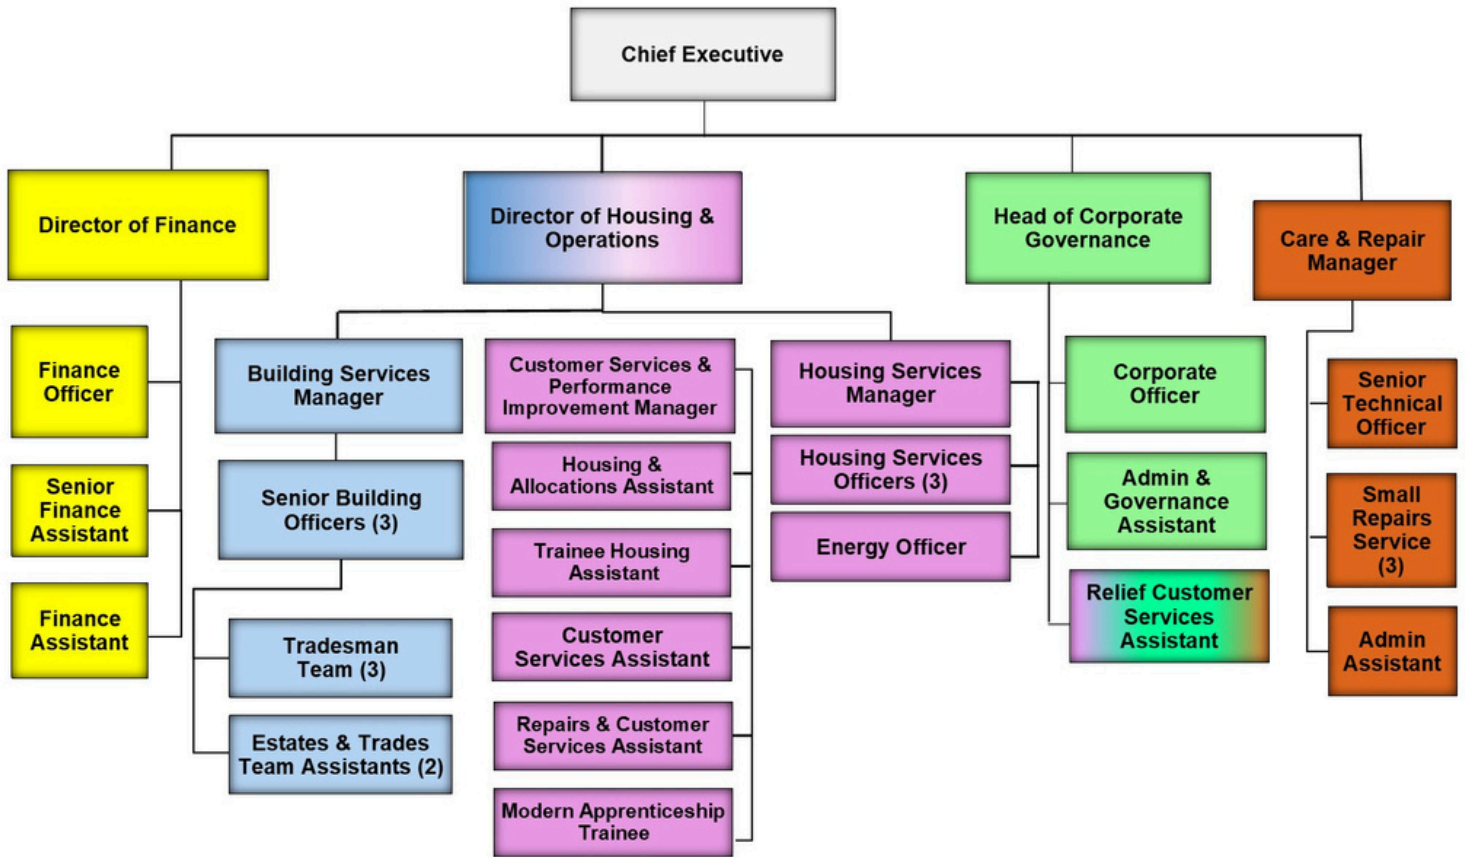 Chief Executive
Director of Finance
Director of Housing &
Operations
Head of Corporate
Governance
Care & Repair
Manager
Finance
Officer
Senior
Finance
Assistant
Finance
Assistant
Building Services
Manager
Senior Building
Officers (3)
Tradesman
Team (3)
Estates & Trades
Team Assistants (2)
Customer Services &
Performance
Improvement Manager
Housing &
Allocations Assistant
Trainee Housing
Assistant
Customer
Services Assistant
Repairs & Customer
Services Assistant
Modern Apprenticeship
Trainee
Housing Services
Manager
Housing Services
Officers (3)
Energy Officer
Corporate
Officer
Admin &
Governance
Assistant
Relief Customer
Services
Assistant
Senior
Technical
Officer
Small
Repairs
Service
(3)
Admin
Assistant